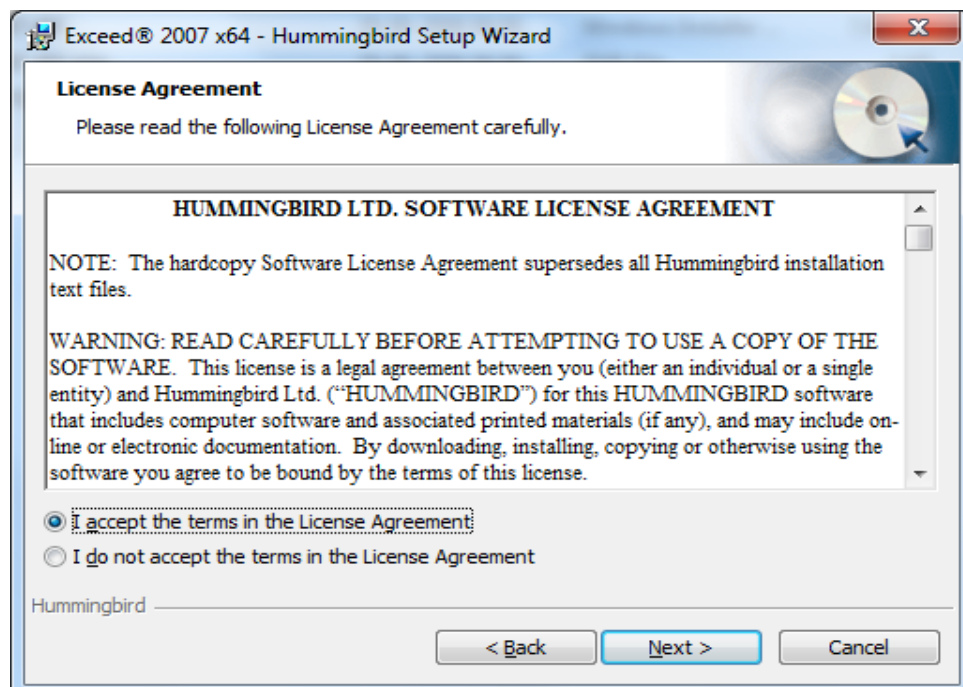 Exceed® 2007 x64 - Hummingbird Setup Wizard
License Agreement
Please read the following License Agreement carefully.
HUMMINGBIRD LTD. SOFTWARE LICENSE AGREEMENT
NOTE:  The hardcopy Software License Agreement supersedes all Hummingbird installation
text files.
WARNING: READ CAREFULLY BEFORE ATTEMPTING TO USE A COPY OF THE
SOFTWARE.  This license is a legal agreement between you (either an individual or a single
entity) and Hummingbird Ltd. (“HUMMINGBIRD”) for this HUMMINGBIRD software
that includes computer software and associated printed materials (if any), and may include on-
line or electronic documentation.  By downloading, installing, copying or otherwise using the
software you agree to be bound by the terms of this license.
I accept the terms in the License Agreement
I do not accept the terms in the License Agreement
Hummingbird
< Back Next > Cancel